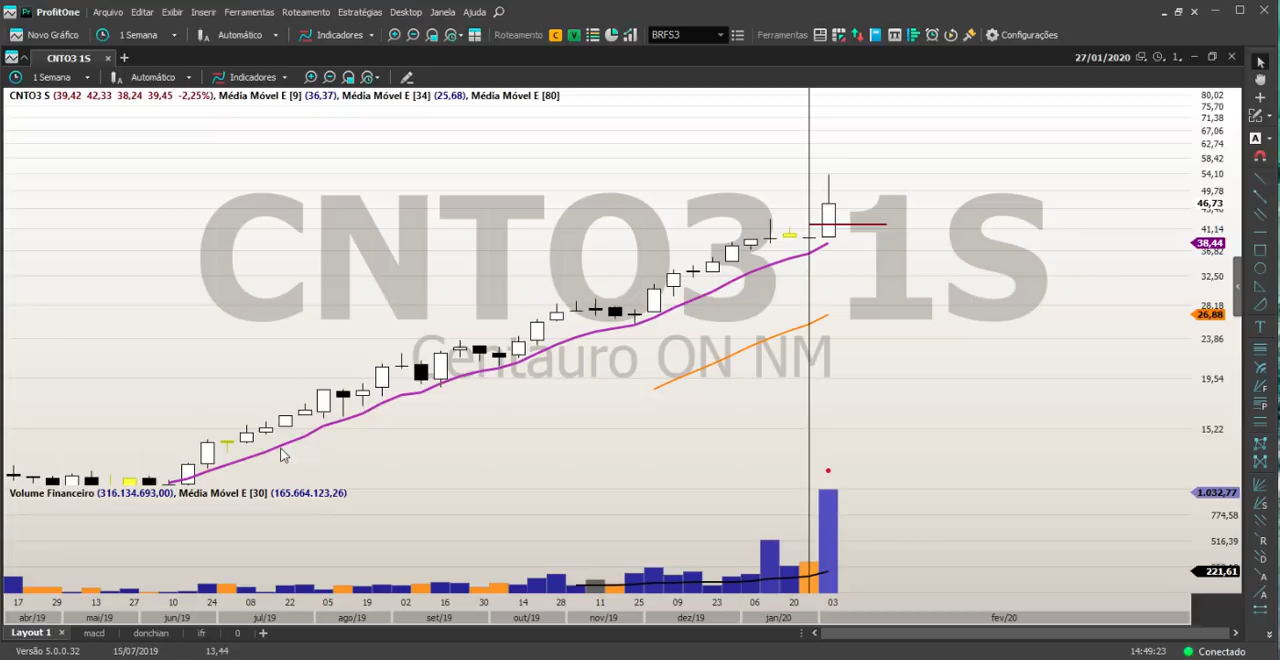 ProfitOne Arquivo Editar Exibir Inserir Ferramentas Roteamento Estratégias Desktop Janela Ajuda
Novo Gráfico 1 Semana Automático Indicadores Roteamento C V BRFS3 Ferramentas Configurações
CNTO3 1S 27/01/2020 1
1 Semana Automático Indicadores
CNTO3 S (39,42 42,33 38,24 39,45 -2,25%), Média Móvel E [9] (36,37), Média Móvel E [34] (25,68), Média Móvel E [80]
80,02
75,70
71,38
67,06
62,74
58,42
54,10
49,78
46,73
41,14
38,44
32,50
28,18
26,88
23,86
19,54
15,22
CNTO3 1S
Centauro ON NM
Volume Financeiro (316.134.693,00), Média Móvel E [30] (165.664.123,26)
1.032,77
774,58
516,39
221,61
17 29 13 27 10 24 08 22 05 19 02 16 30 14 28 11 25 09 23 06 20 03
abr/19 mai/19 jun/19 jul/19 ago/19 set/19 out/19 nov/19 dez/19 jan/20 fev/20
Layout 1 macd donchian ifr 0
Versão 5.0.0.32 15/07/2019 13,44 14:49:23 Conectado